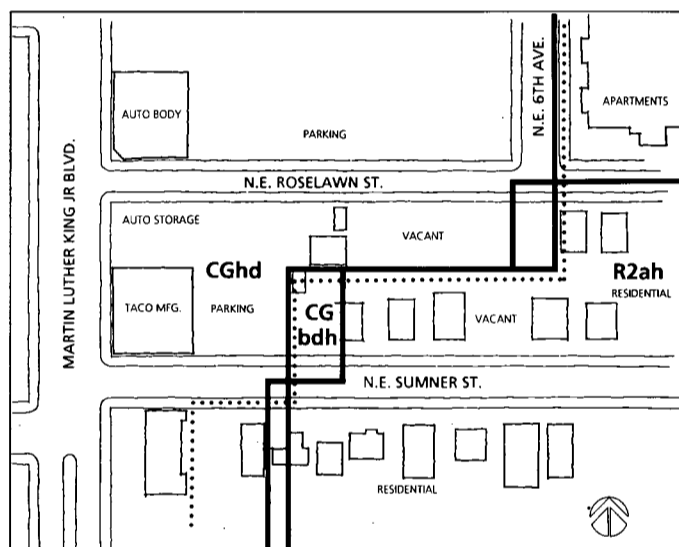 AUTO BODY
PARKING
N.E. 6TH AVE.
APARTMENTS
MARTIN LUTHER KING JR BLVD.
N.E. ROSELAWN ST.
AUTO STORAGE
VACANT
CGhd
R2ah
RESIDENTIAL
TACO MFG.
PARKING
CG
bdh
VACANT
N.E. SUMNER ST.
RESIDENTIAL